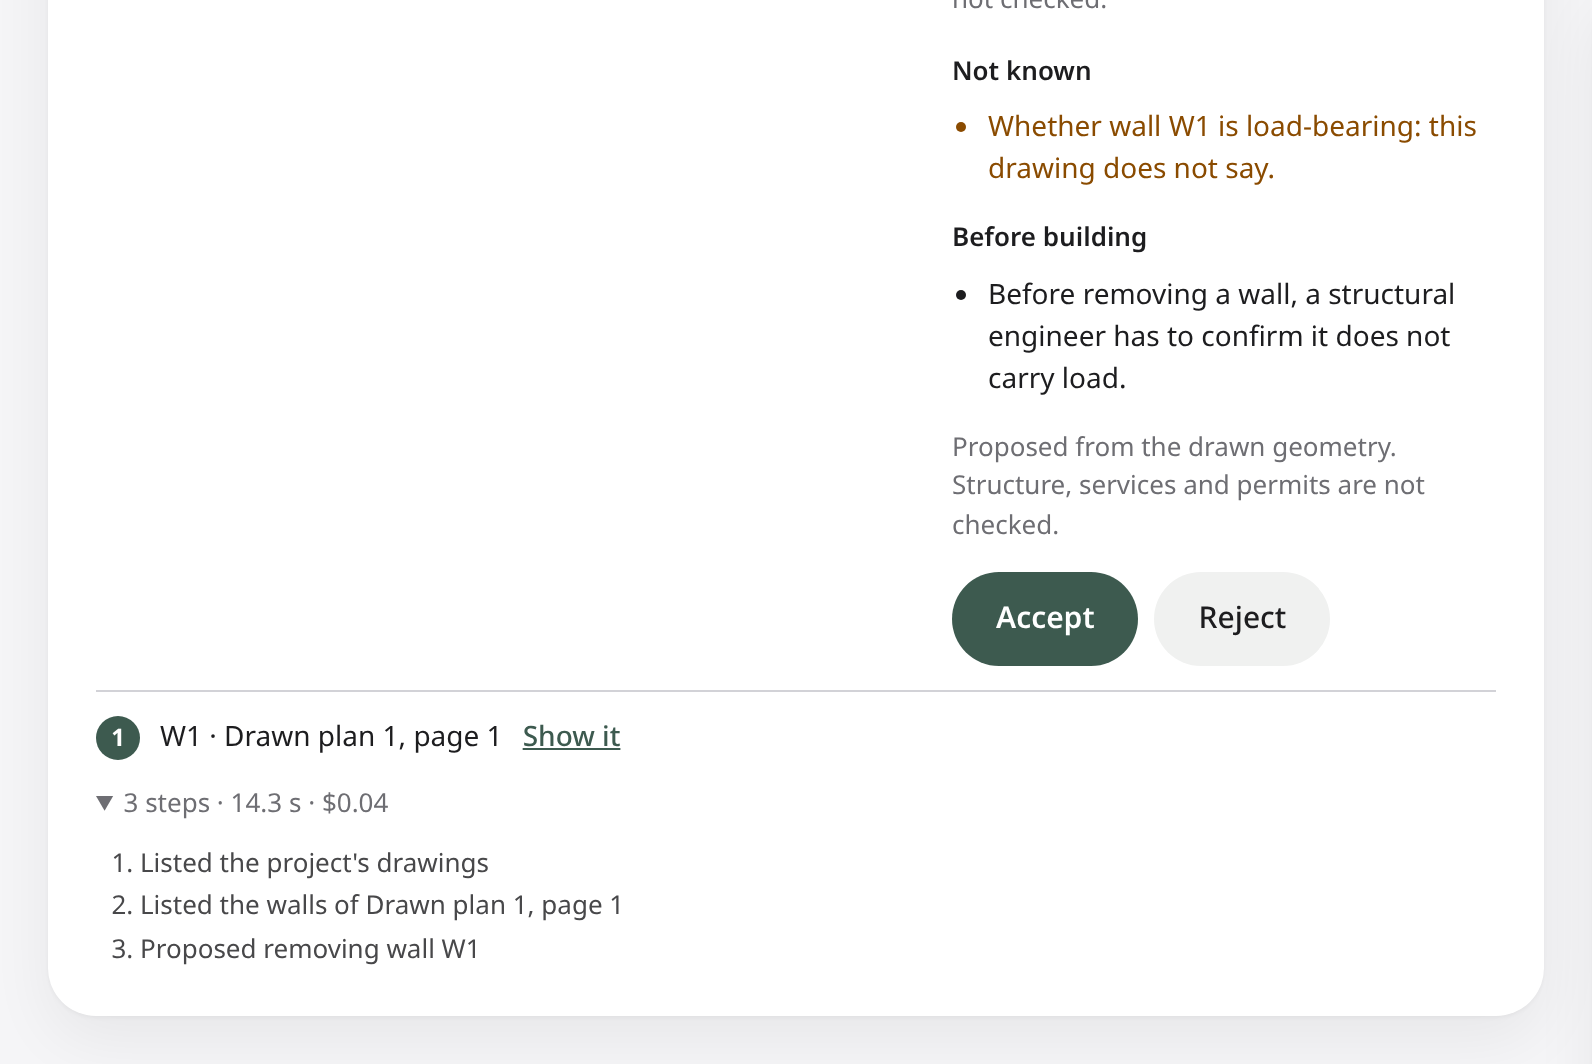 not checked.
Not known
• Whether wall W1 is load-bearing: this
drawing does not say.
Before building
• Before removing a wall, a structural
engineer has to confirm it does not
carry load.
Proposed from the drawn geometry.
Structure, services and permits are not
checked.
Accept
Reject
1 W1 · Drawn plan 1, page 1 Show it
▼ 3 steps · 14.3 s · $0.04
1. Listed the project's drawings
2. Listed the walls of Drawn plan 1, page 1
3. Proposed removing wall W1